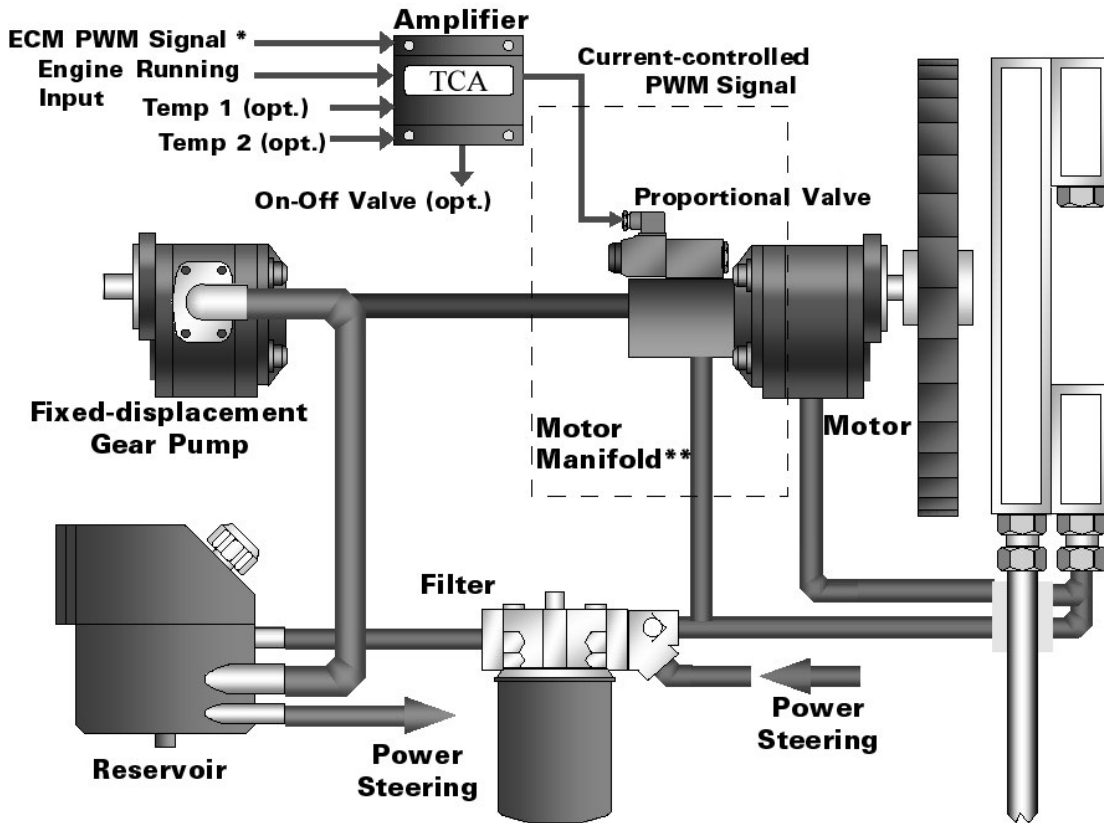 Amplifier
ECM PWM Signal *
Engine Running
Input
TCA
Temp 1 (opt.)
Temp 2 (opt.)
On-Off Valve (opt.)
Current-controlled
PWM Signal
Proportional Valve
Fixed-displacement
Gear Pump
Motor
Manifold**
Motor
Filter
Reservoir
Power
Steering
Power
Steering